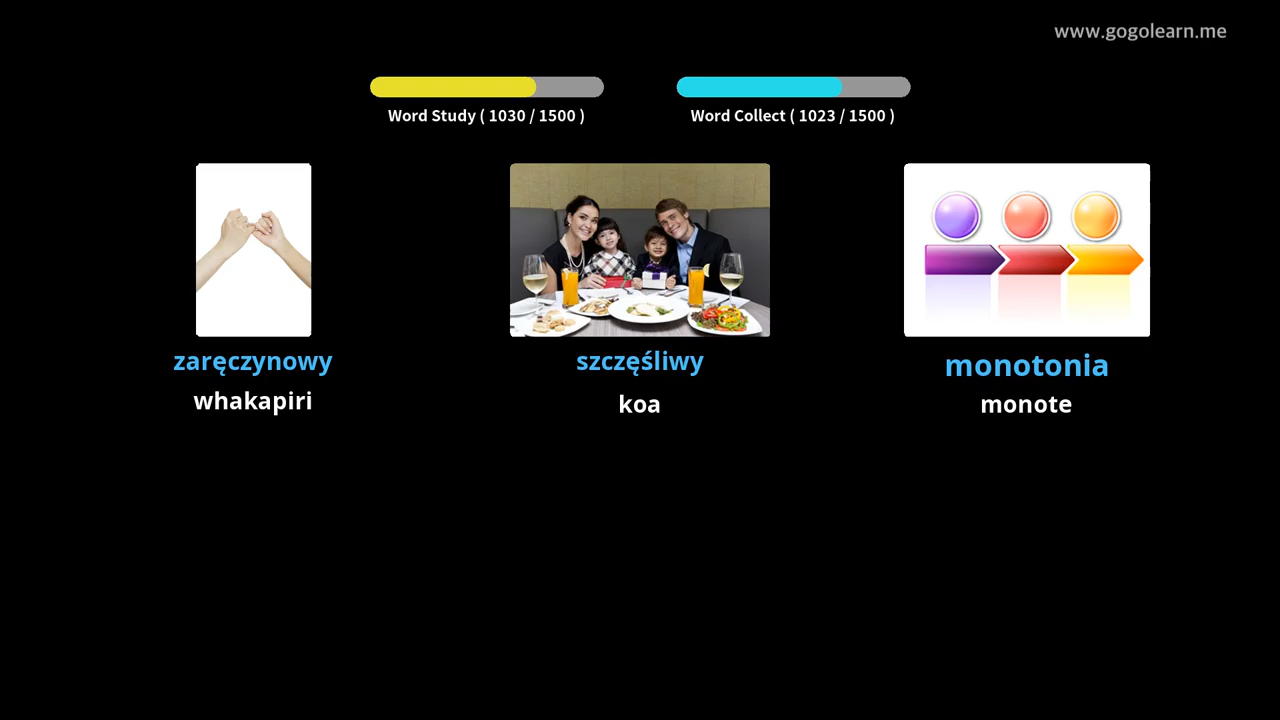 www.gogolearn.me
Word Study ( 1030 / 1500 )
Word Collect ( 1023 / 1500 )
zaręczynowy
whakapiri
szczęśliwy
koa
monotonia
monote